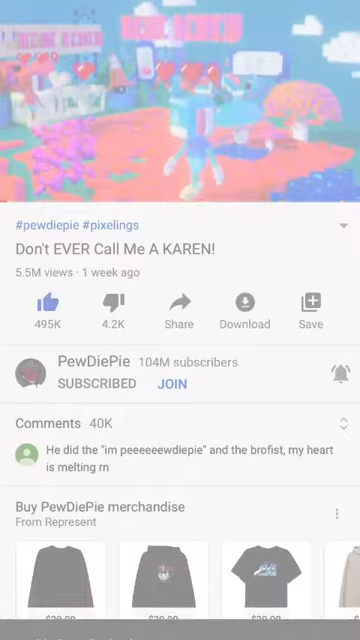 #pewdiepie #pixelings
Don't EVER Call Me A KAREN!
5.5M views · 1 week ago
495K
4.2K
Share
Download
Save
PewDiePie 104M subscribers
SUBSCRIBED
JOIN
Comments 40K
He did the "im peeeeeewdiepie" and the brofist, my heart
is melting rn
Buy PewDiePie merchandise
From Represent